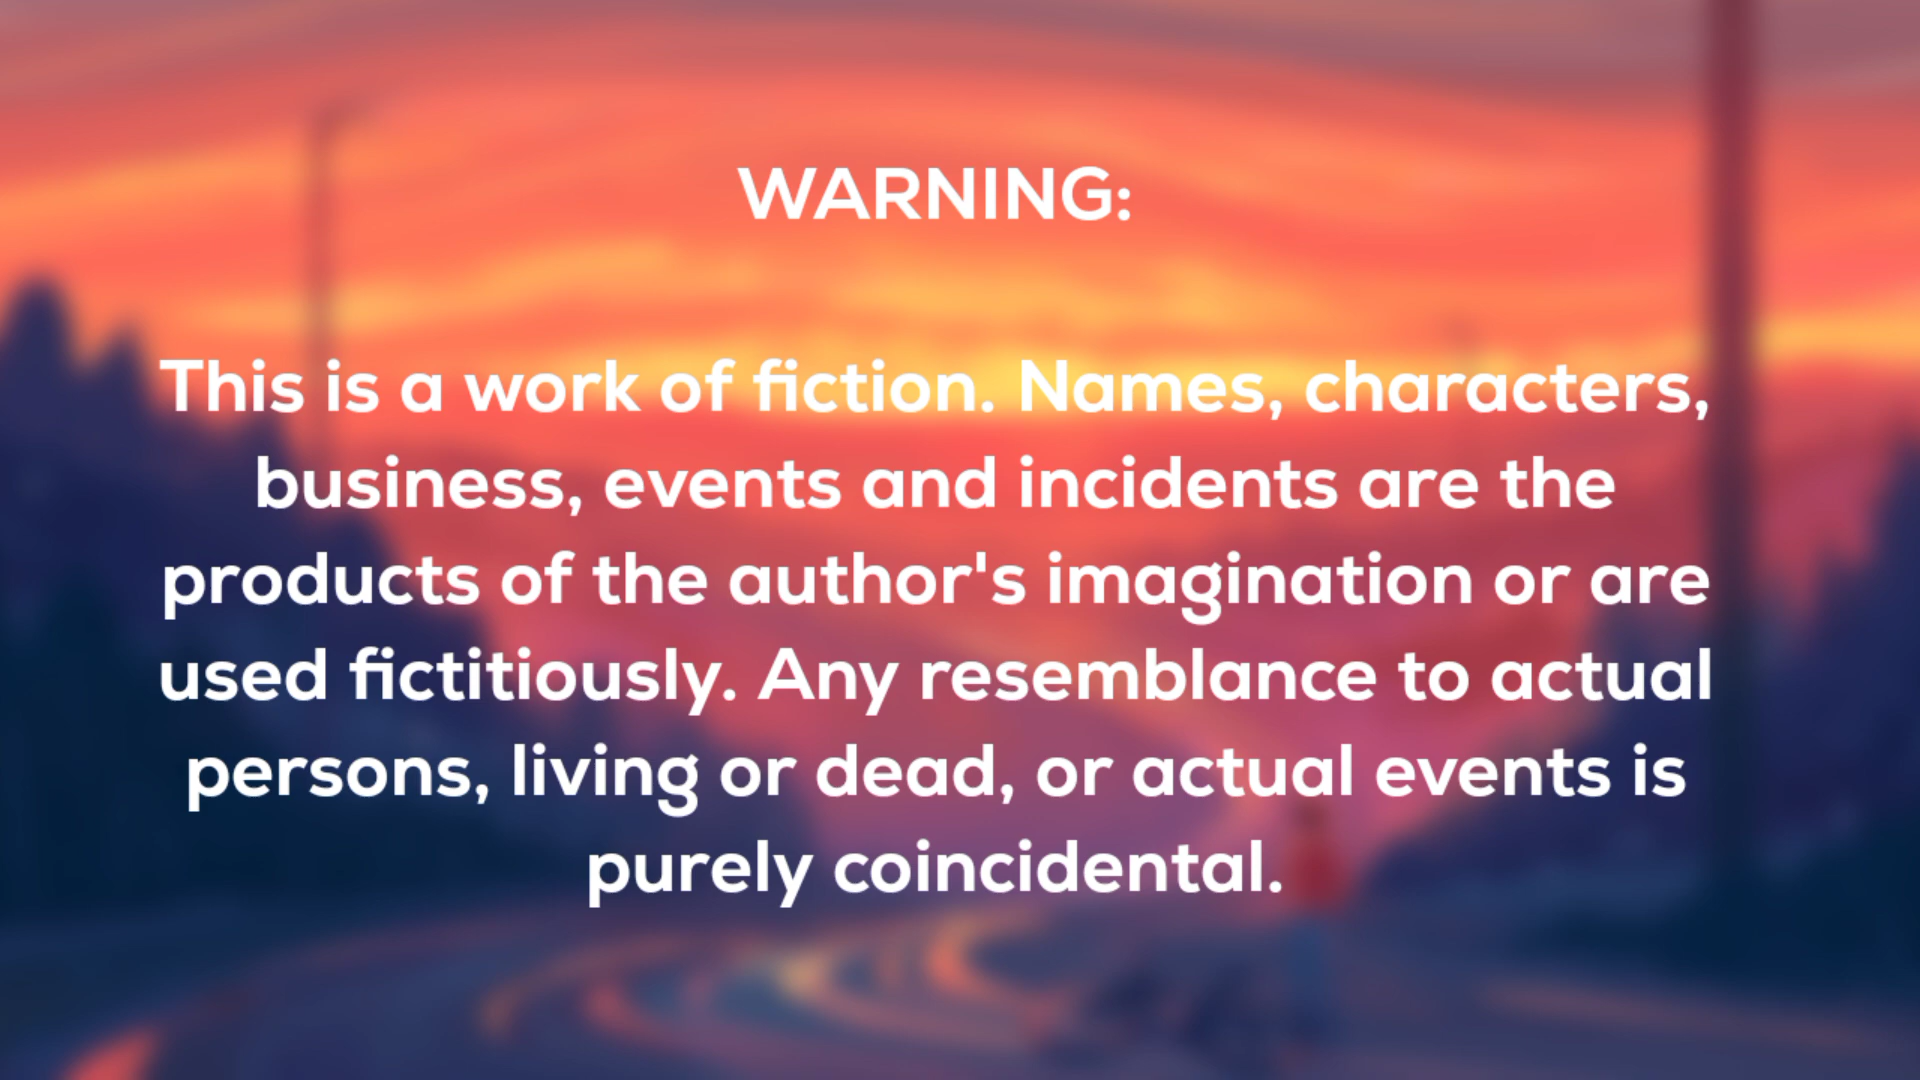 WARNING:
This is a work of fiction. Names, characters,
business, events and incidents are the
products of the author's imagination or are
used fictitiously. Any resemblance to actual
persons, living or dead, or actual events is
purely coincidental.